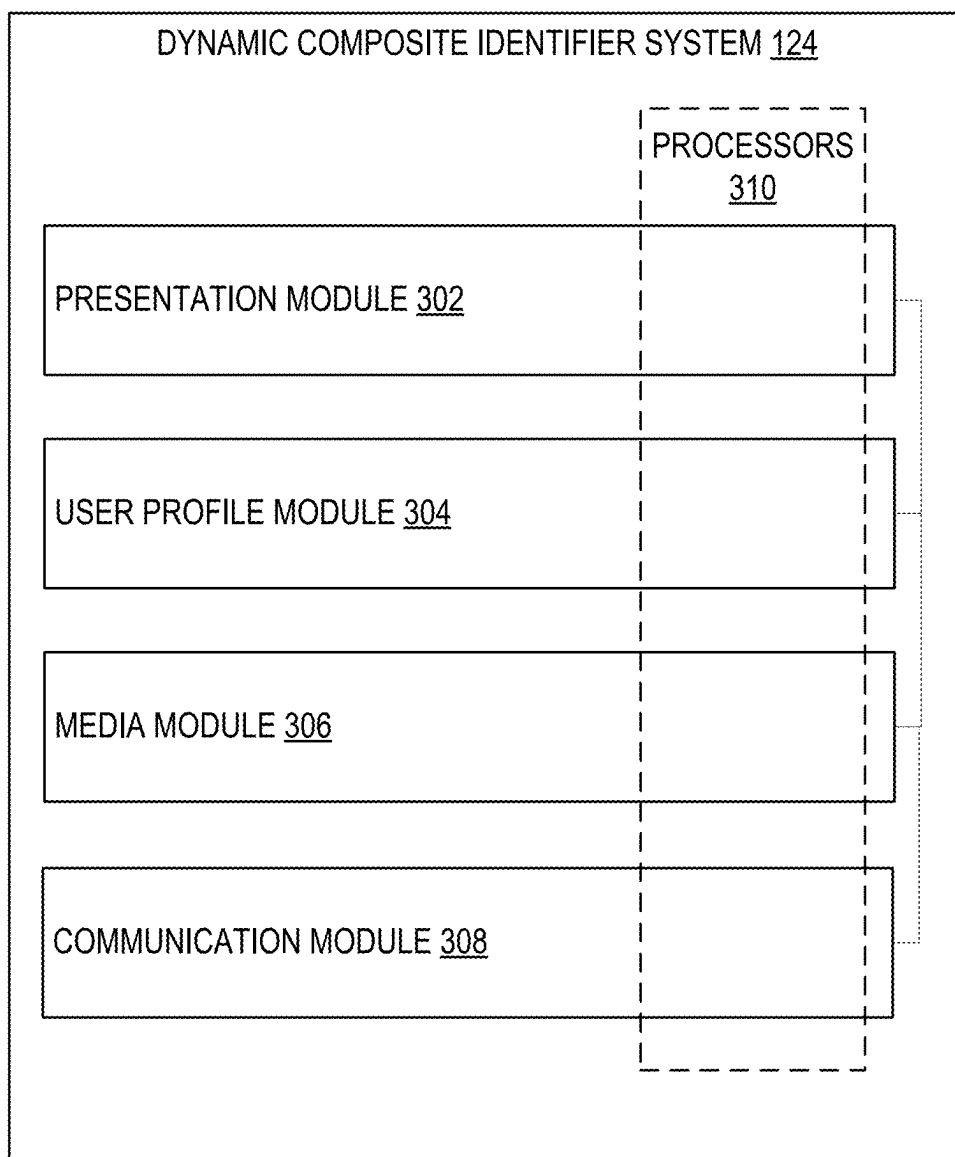 DYNAMIC COMPOSITE IDENTIFIER SYSTEM 124
PROCESSORS
310
PRESENTATION MODULE 302
USER PROFILE MODULE 304
MEDIA MODULE 306
COMMUNICATION MODULE 308